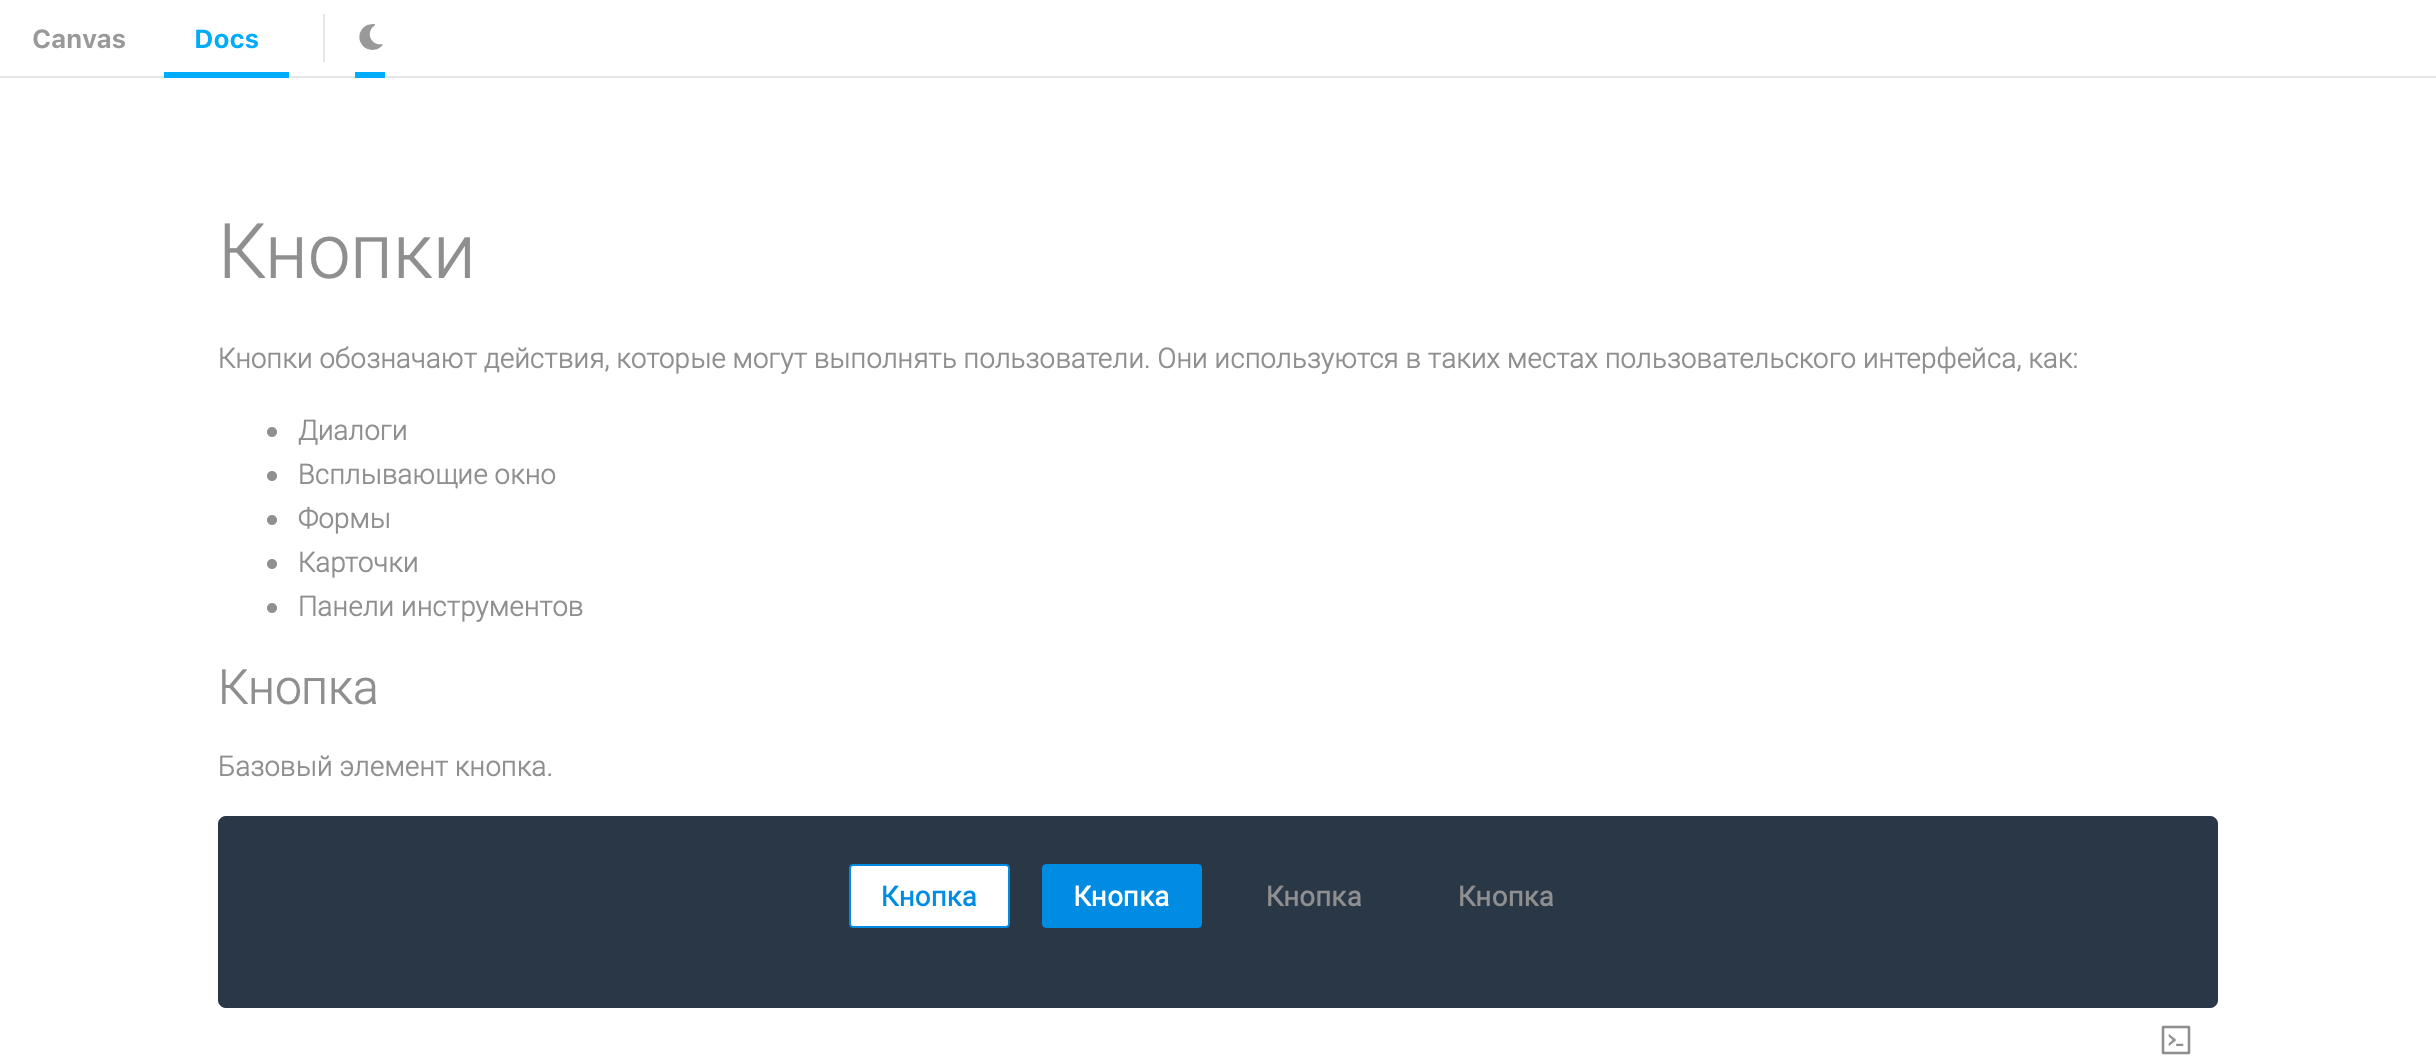 Canvas Docs
Кнопки
Кнопки обозначают действия, которые могут выполнять пользователи. Они используются в таких местах пользовательского интерфейса, как:
Диалоги
Всплывающие окно
Формы
Карточки
Панели инструментов
Кнопка
Базовый элемент кнопка.
Кнопка Кнопка Кнопка Кнопка